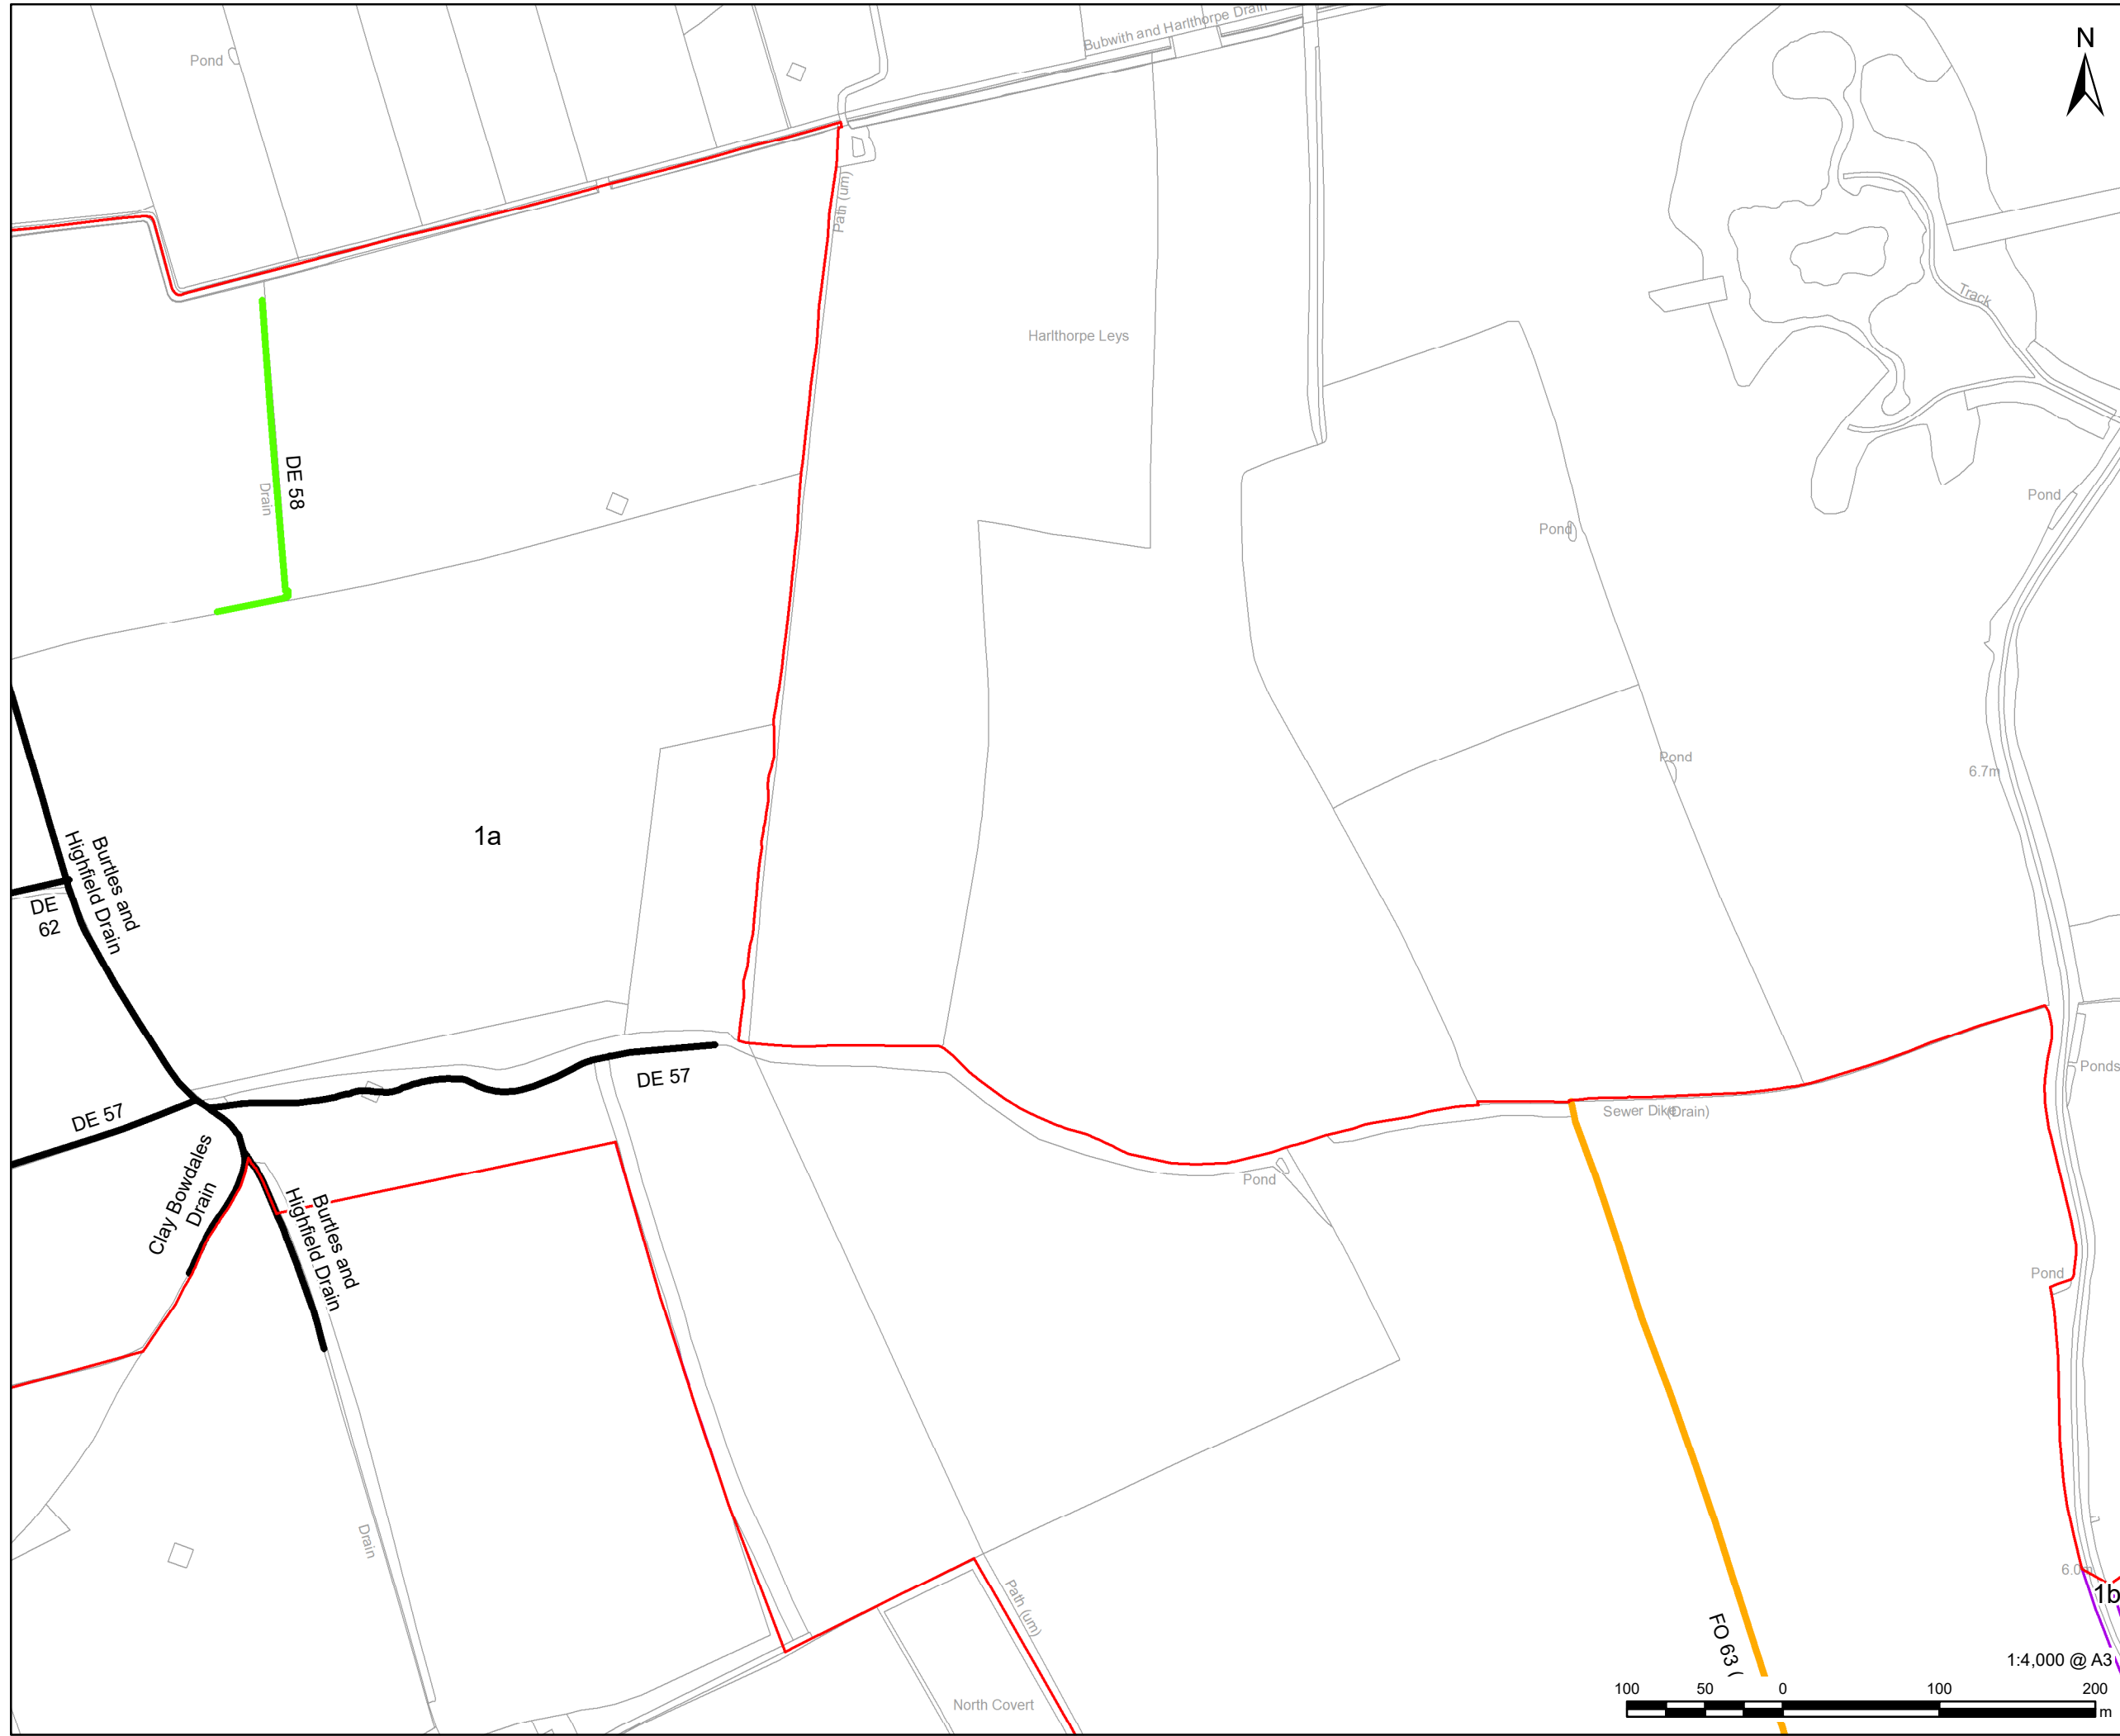 Bubwith and Harlthorpe Drain
N
Pond
Path (um)
Track
Harlthorpe Leys
DE 58
Drain
Pond
Pond
Pond
6.7m
1a
Burtles and
Highfield Drain
DE
62
DE 57
DE 57
Ponds
Sewer Dike
(Drain)
Clay Bowdales
Drain
Burtles and
Highfield Drain
Pond
Pond
Drain
Path (um)
6.0m
1b
FO 63 (
1:4,000 @ A3
North Covert
100 50 0 100 200
m